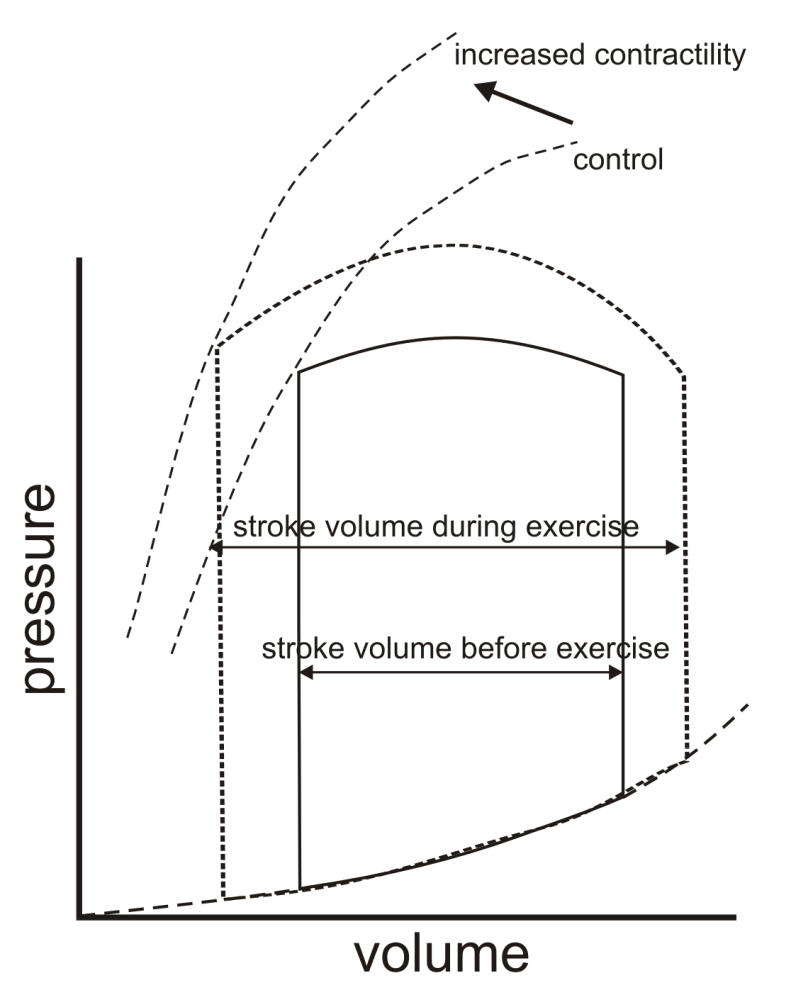 increased contractility
control
stroke volume during exercise
stroke volume before exercise
pressure
volume